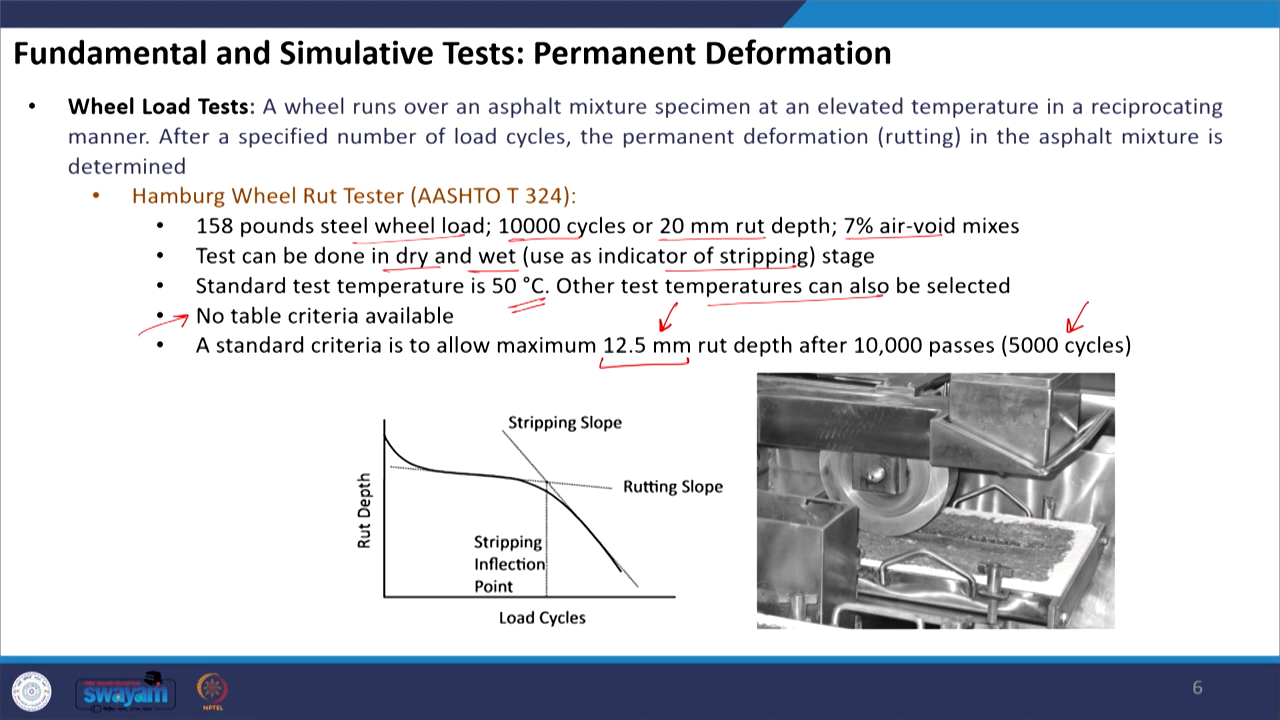 Fundamental and Simulative Tests: Permanent Deformation
• Wheel Load Tests: A wheel runs over an asphalt mixture specimen at an elevated temperature in a reciprocating
manner. After a specified number of load cycles, the permanent deformation (rutting) in the asphalt mixture is
determined
• Hamburg Wheel Rut Tester (AASHTO T 324):
• 158 pounds steel wheel load; 10000 cycles or 20 mm rut depth; 7% air-void mixes
• Test can be done in dry and wet (use as indicator of stripping) stage
• Standard test temperature is 50 °C. Other test temperatures can also be selected
• No table criteria available
• A standard criteria is to allow maximum 12.5 mm rut depth after 10,000 passes (5000 cycles)
Stripping Slope
Rutting Slope
Rut Depth
Stripping
Inflection
Point
Load Cycles
swayam
NPTEL
6